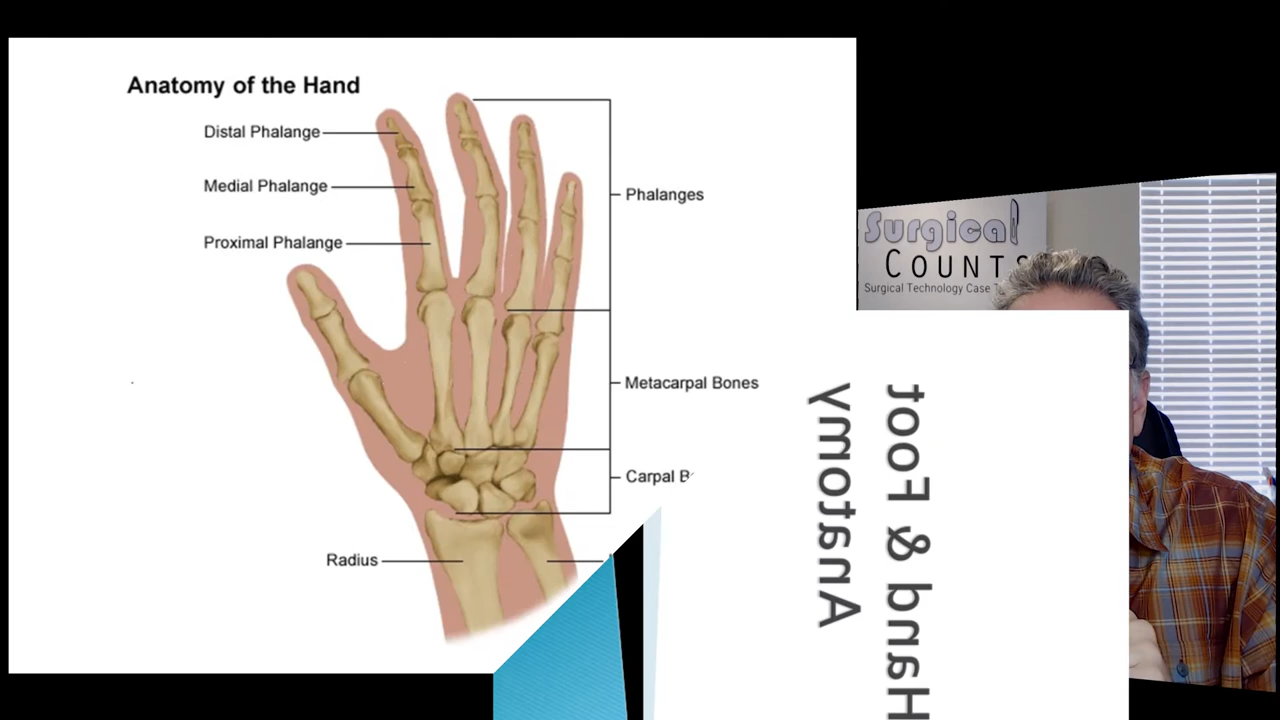 Anatomy of the Hand
Distal Phalange
Medial Phalange
Proximal Phalange
Phalanges
Metacarpal Bones
Carpal
Radius
Surgical
COUNTS
Surgical Technology Case
Hand & Foot
Anatomy